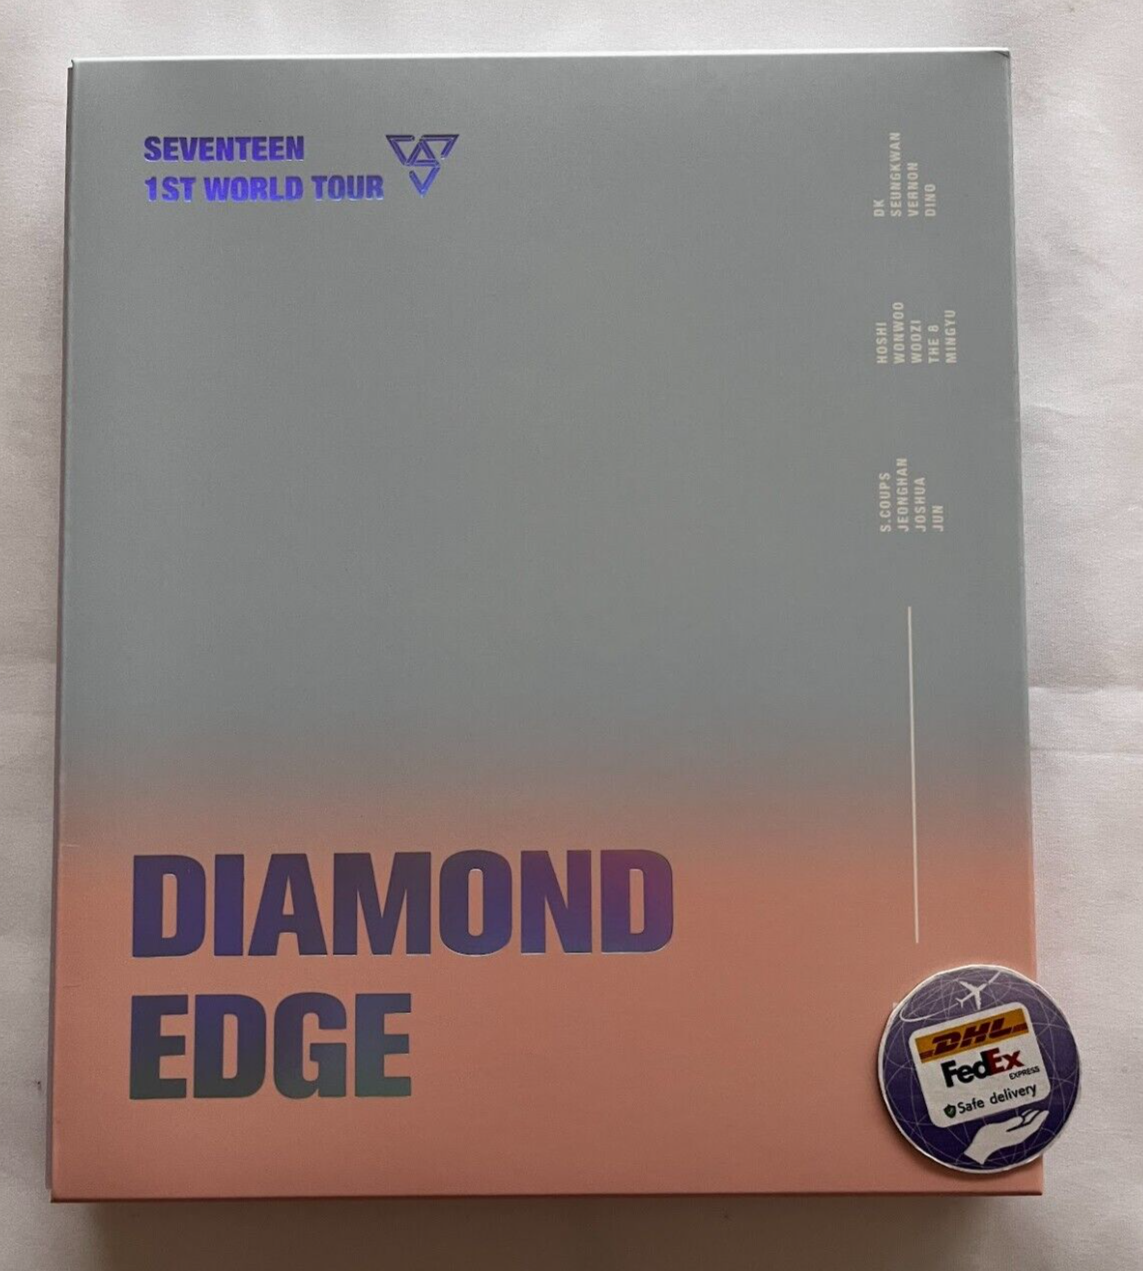 SEVENTEEN
1ST WORLD TOUR
DK
SEUNGKWAN
VERNON
DINO
HOSHI
WONWOO
WOOZI
THE 8
MINGYU
S.COUPS
JEONGHAN
JOSHUA
JUN
DIAMOND
EDGE
DHL
FedEx
EXPRESS
Safe delivery